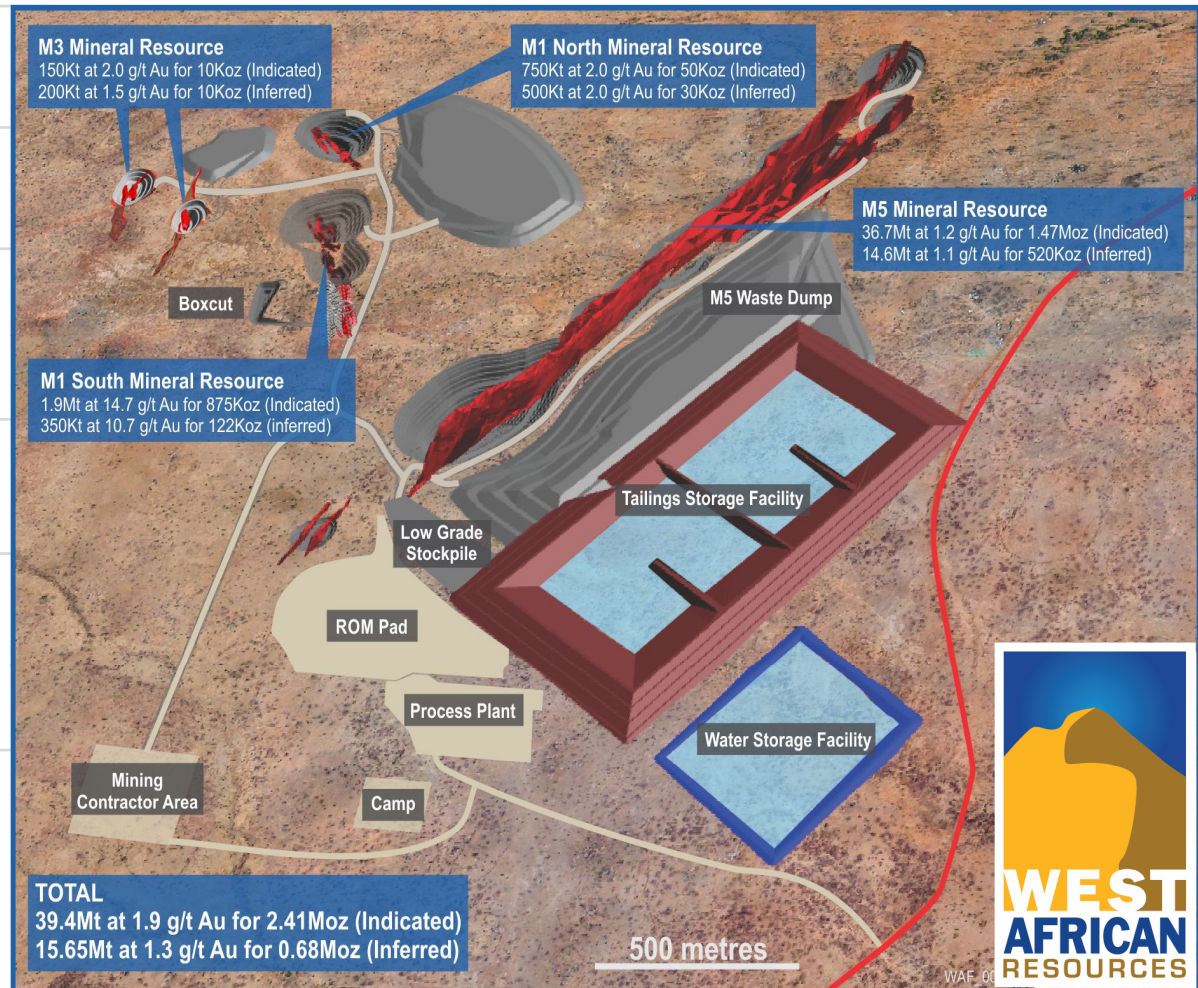 M3 Mineral Resource
150Kt at 2.0 g/t Au for 10Koz (Indicated)
200Kt at 1.5 g/t Au for 10Koz (Inferred)
M1 North Mineral Resource
750Kt at 2.0 g/t Au for 50Koz (Indicated)
500Kt at 2.0 g/t Au for 30Koz (Inferred)
M5 Mineral Resource
36.7Mt at 1.2 g/t Au for 1.47Moz (Indicated)
14.6Mt at 1.1 g/t Au for 520Koz (Inferred)
Boxcut
M5 Waste Dump
M1 South Mineral Resource
1.9Mt at 14.7 g/t Au for 875Koz (Indicated)
350Kt at 10.7 g/t Au for 122Koz (inferred)
Tailings Storage Facility
Low Grade
Stockpile
ROM Pad
Process Plant
Water Storage Facility
Mining
Contractor Area
Camp
TOTAL
39.4Mt at 1.9 g/t Au for 2.41Moz (Indicated)
15.65Mt at 1.3 g/t Au for 0.68Moz (Inferred)
500 metres
WAF
WEST
AFRICAN
RESOURCES